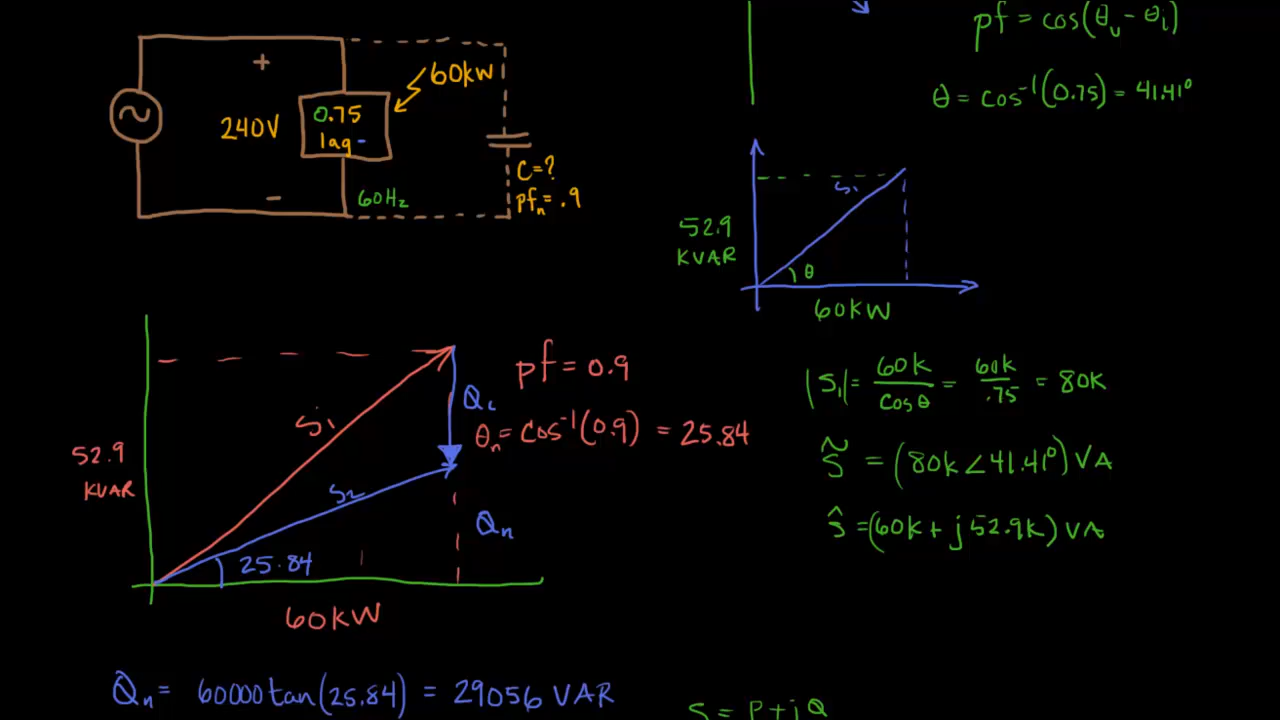 +
60kW
0.75
lag -
240V
-
60Hz
C=?
pfₙ= .9
pf = cos(θᵥ - θᵢ)
θ = cos⁻¹(0.75) = 41.41°
S₁
52.9
KVAR
θ
60kW
|S₁| = 60k/cosθ = 60k/.75 = 80k
S̃ = (80k∠41.41°) VA
Ŝ = (60k + j52.9k) VA
pf = 0.9
θₙ = cos⁻¹(0.9) = 25.84
S₁
Q꜀
52.9
KVAR
S₂
Qₙ
25.84
60kW
Qₙ = 60000tan(25.84) = 29056 VAR
S = P+jQ